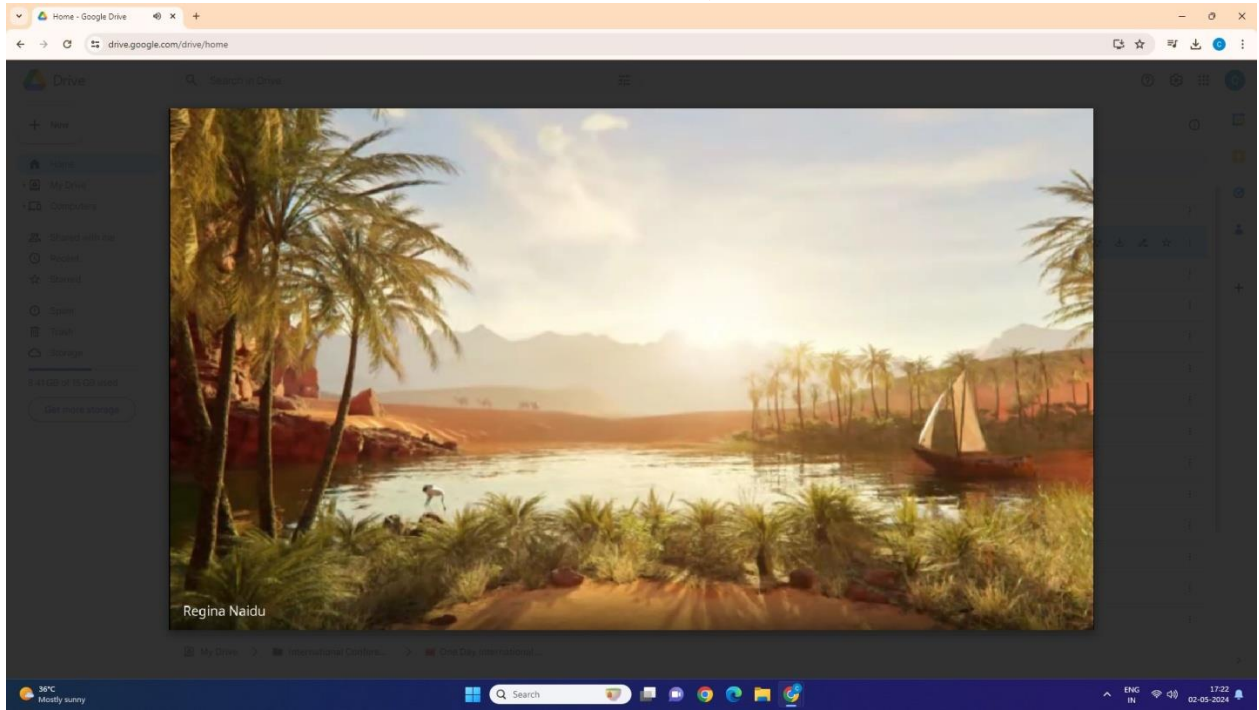 Home - Google Drive
drive.google.com/drive/home
Drive
Search in Drive
New
Home
My Drive
Computers
Shared with me
Recent
Starred
Spam
Trash
Storage
Get more storage
Regina Naidu
My Drive > International Confere... >
36°C
Mostly sunny
Search
ENG
IN
17:22
02-05-2024